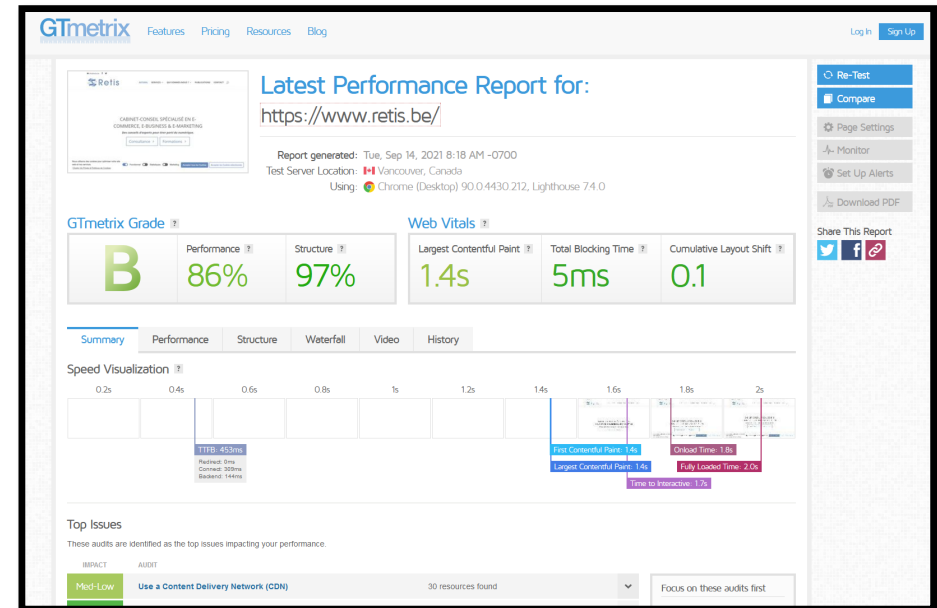 GTmetrix Features Pricing Resources Blog Log In Sign Up
Retis
CABINET-CONSEIL SPÉCIALISÉ EN E-
COMMERCE, E-BUSINESS & E-MARKETING
Latest Performance Report for:
https://www.retis.be/
Report generated: Tue, Sep 14, 2021 8:18 AM -0700
Test Server Location: Vancouver, Canada
Using: Chrome (Desktop) 90.0.4430.212, Lighthouse 7.4.0
Re-Test
Compare
Page Settings
Monitor
Set Up Alerts
Download PDF
Share This Report
GTmetrix Grade ?
B
Performance ?
86%
Structure ?
97%
Web Vitals ?
Largest Contentful Paint ?
1.4s
Total Blocking Time ?
5ms
Cumulative Layout Shift ?
0.1
Summary Performance Structure Waterfall Video History
Speed Visualization ?
0.2s 0.4s 0.6s 0.8s 1s 1.2s 1.4s 1.6s 1.8s 2s
TTFB: 453ms
Redirect: 0ms
Connect: 309ms
Backend: 144ms
First Contentful Paint: 1.4s
Largest Contentful Paint: 1.4s
Time to Interactive: 1.7s
Onload Time: 1.8s
Fully Loaded Time: 2.0s
Top Issues
These audits are identified as the top issues impacting your performance.
IMPACT AUDIT
Med-Low Use a Content Delivery Network (CDN) 30 resources found
Focus on these audits first